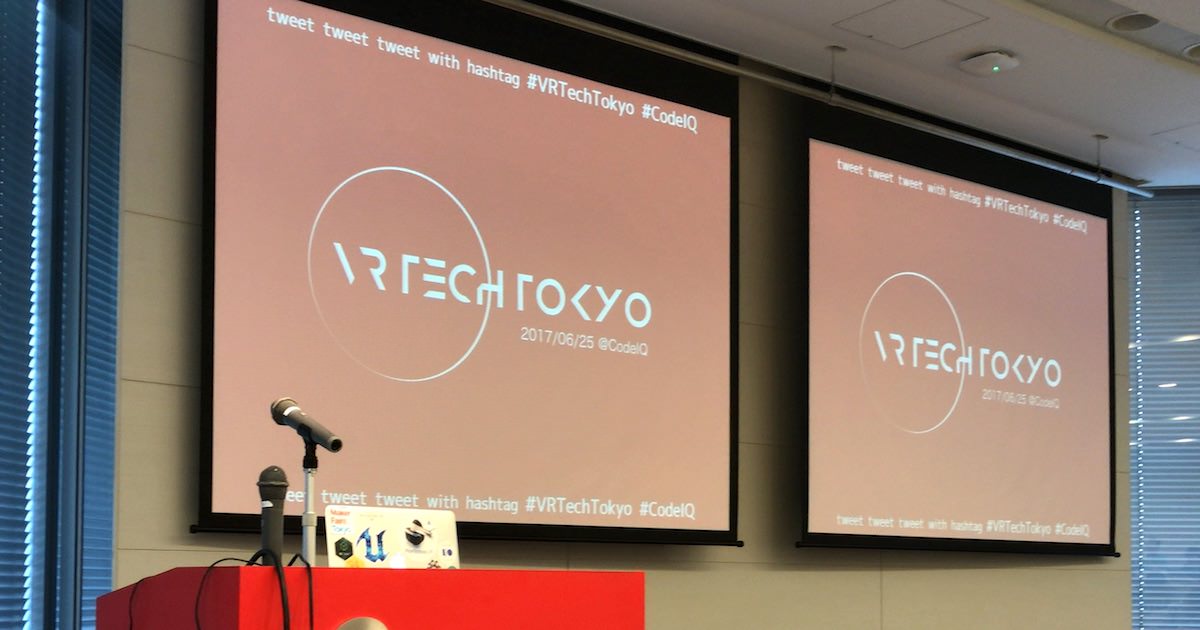 tweet tweet tweet with hashtag #VRTechTokyo #CodeIQ
VR TECH TOKYO
2017/06/25 @CodeIQ
tweet tweet with hashtag #VRTechTokyo #CodeIQ
tweet tweet tweet with hashtag #VRTechTokyo #CodeIQ
VR TECH TOKYO
2017/06/25 @CodeIQ
tweet tweet tweet with hashtag #VRTechTokyo #CodeIQ
Maker
Faire
Tokyo